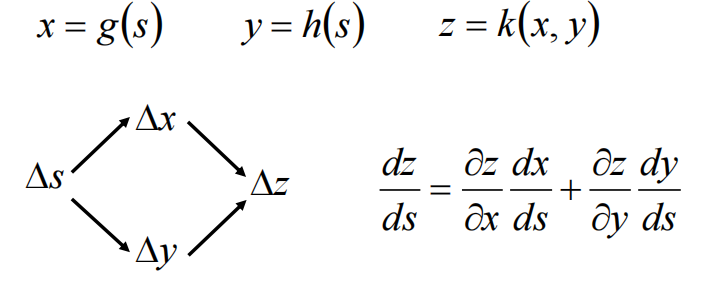 x = g(s) y = h(s) z = k(x, y)
Δx
Δs
Δz
Δy
dz/ds = ∂z/∂x dx/ds + ∂z/∂y dy/ds